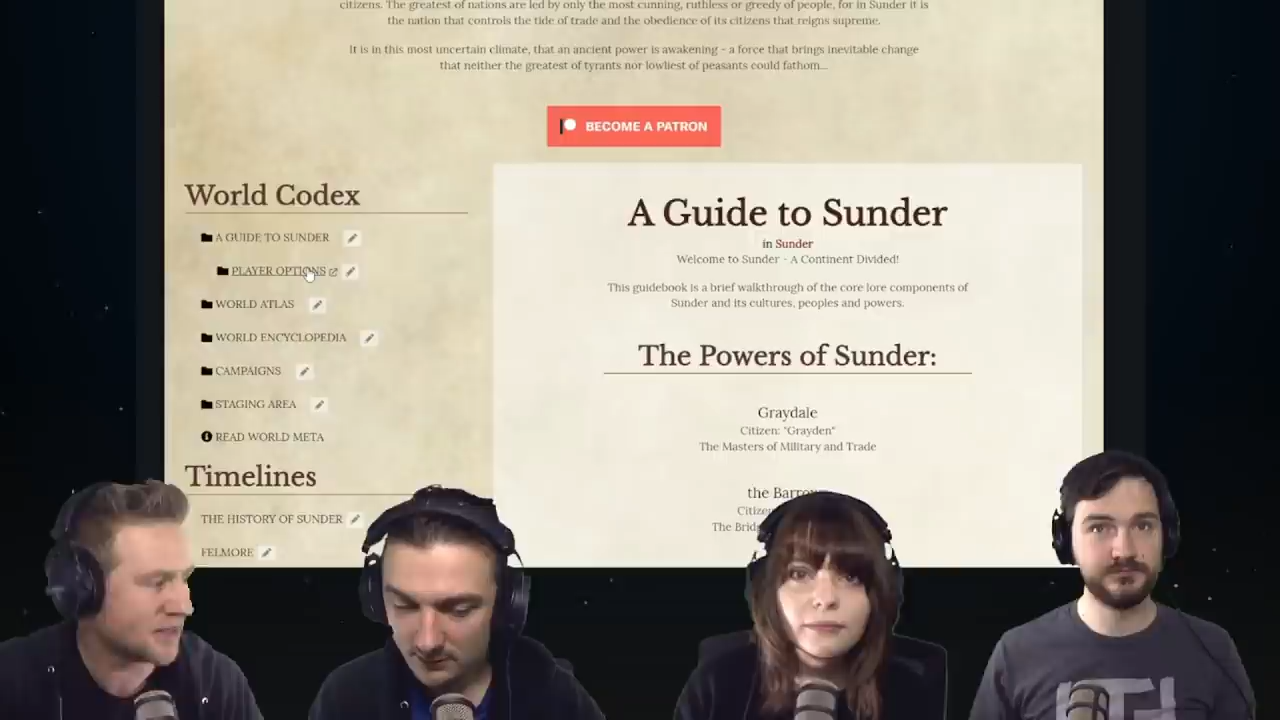 citizens. The greatest of nations are led by only the most cunning, ruthless or greedy of people, for in Sunder it is
the nation that controls the tide of trade and the obedience of its citizens that reigns supreme.
It is in this most uncertain climate, that an ancient power is awakening - a force that brings inevitable change
that neither the greatest of tyrants nor lowliest of peasants could fathom...
BECOME A PATRON
World Codex
A GUIDE TO SUNDER
PLAYER OPTIONS
WORLD ATLAS
WORLD ENCYCLOPEDIA
CAMPAIGNS
STAGING AREA
READ WORLD META
Timelines
THE HISTORY OF SUNDER
FELMORE
A Guide to Sunder
in Sunder
Welcome to Sunder - A Continent Divided!
This guidebook is a brief walkthrough of the core lore components of
Sunder and its cultures, peoples and powers.
The Powers of Sunder:
Graydale
Citizen: "Grayden"
The Masters of Military and Trade
the
The